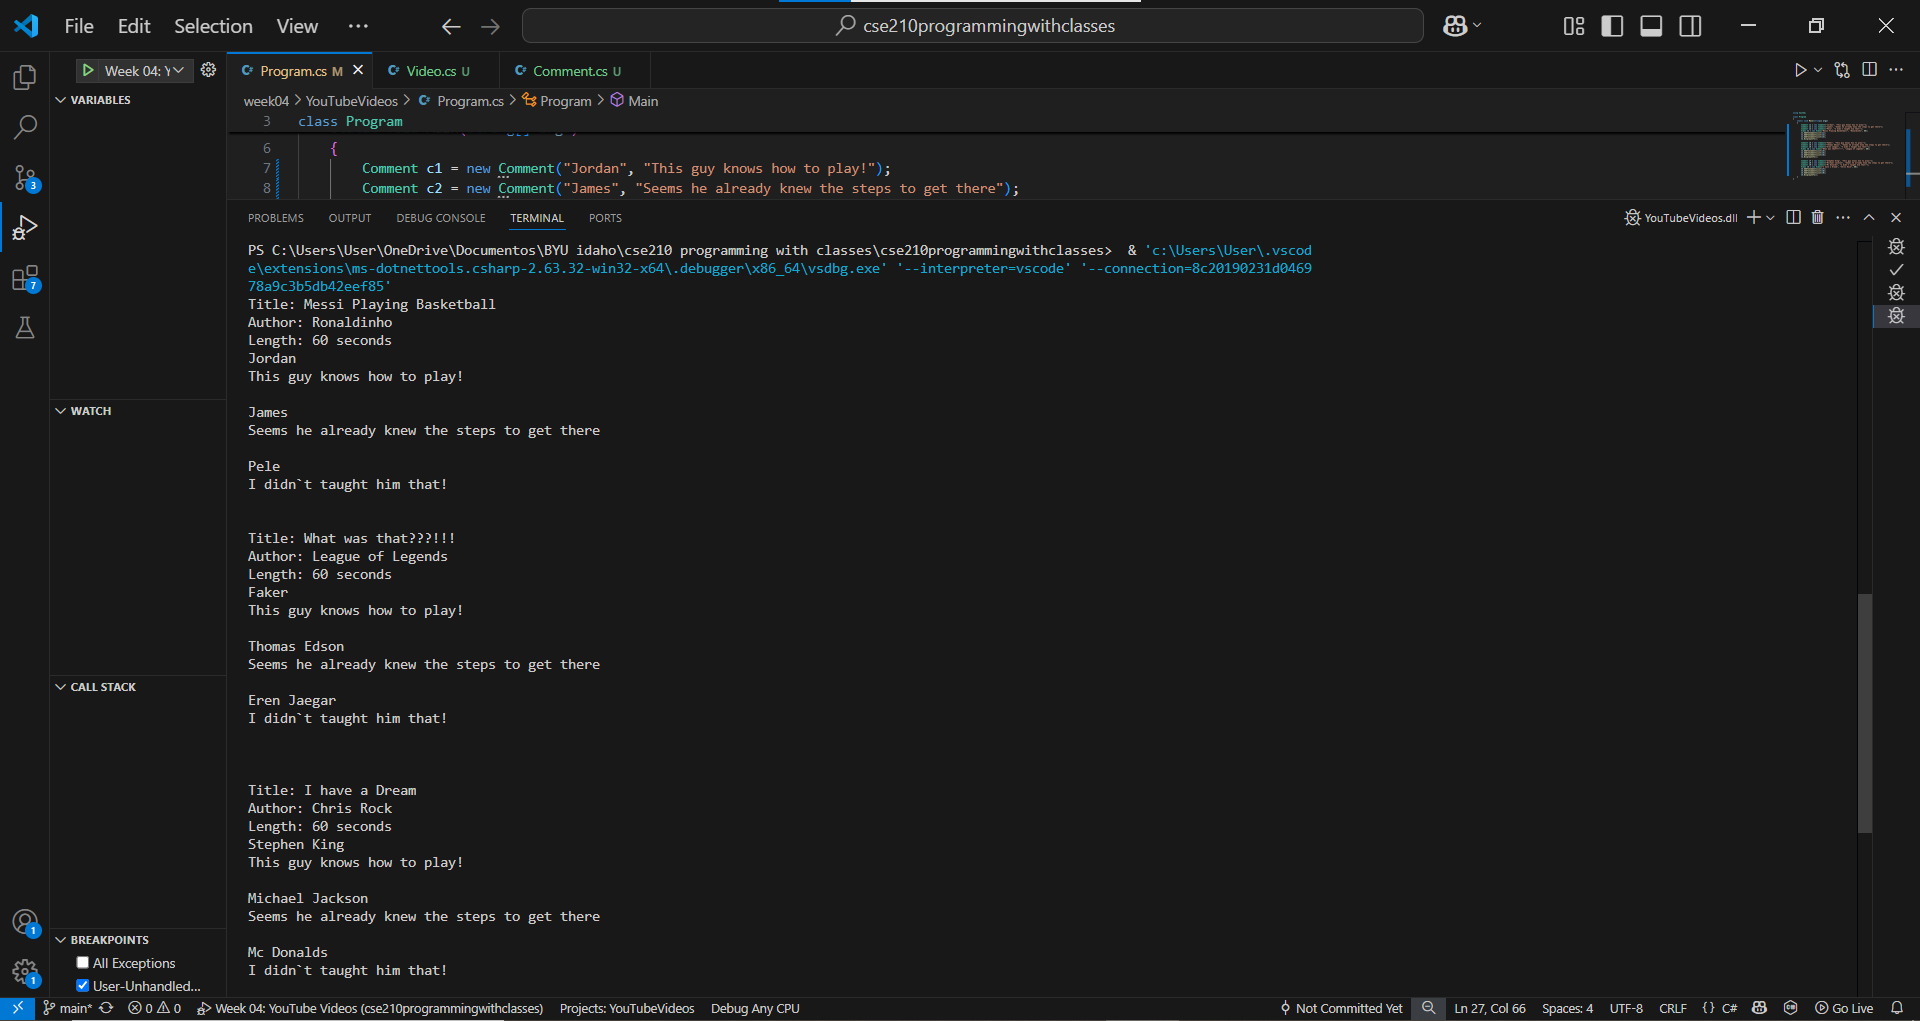 File Edit Selection View ··· cse210programmingwithclasses
Week 04: Y Program.cs M Video.cs U Comment.cs U
VARIABLES
week04 > YouTubeVideos > Program.cs > Program > Main
3 class Program
6 {
7 Comment c1 = new Comment("Jordan", "This guy knows how to play!");
8 Comment c2 = new Comment("James", "Seems he already knew the steps to get there");
3
PROBLEMS OUTPUT DEBUG CONSOLE TERMINAL PORTS YouTubeVideos.dll
PS C:\Users\User\OneDrive\Documentos\BYU idaho\cse210 programming with classes\cse210programmingwithclasses> & 'c:\Users\User\.vscod
e\extensions\ms-dotnettools.csharp-2.63.32-win32-x64\.debugger\x86_64\vsdbg.exe' '--interpreter=vscode' '--connection=8c20190231d0469
78a9c3b5db42eef85'
7
Title: Messi Playing Basketball
Author: Ronaldinho
Length: 60 seconds
Jordan
This guy knows how to play!
James
WATCH
Seems he already knew the steps to get there
Pele
I didn`t taught him that!
Title: What was that???!!!
Author: League of Legends
Length: 60 seconds
Faker
This guy knows how to play!
Thomas Edson
Seems he already knew the steps to get there
CALL STACK
Eren Jaegar
I didn`t taught him that!
Title: I have a Dream
Author: Chris Rock
Length: 60 seconds
Stephen King
This guy knows how to play!
Michael Jackson
Seems he already knew the steps to get there
1
BREAKPOINTS
Mc Donalds
All Exceptions
I didn`t taught him that!
1
User-Unhandled...
main* 0 0 Week 04: YouTube Videos (cse210programmingwithclasses) Projects: YouTubeVideos Debug Any CPU Not Committed Yet Ln 27, Col 66 Spaces: 4 UTF-8 CRLF {} C# Go Live